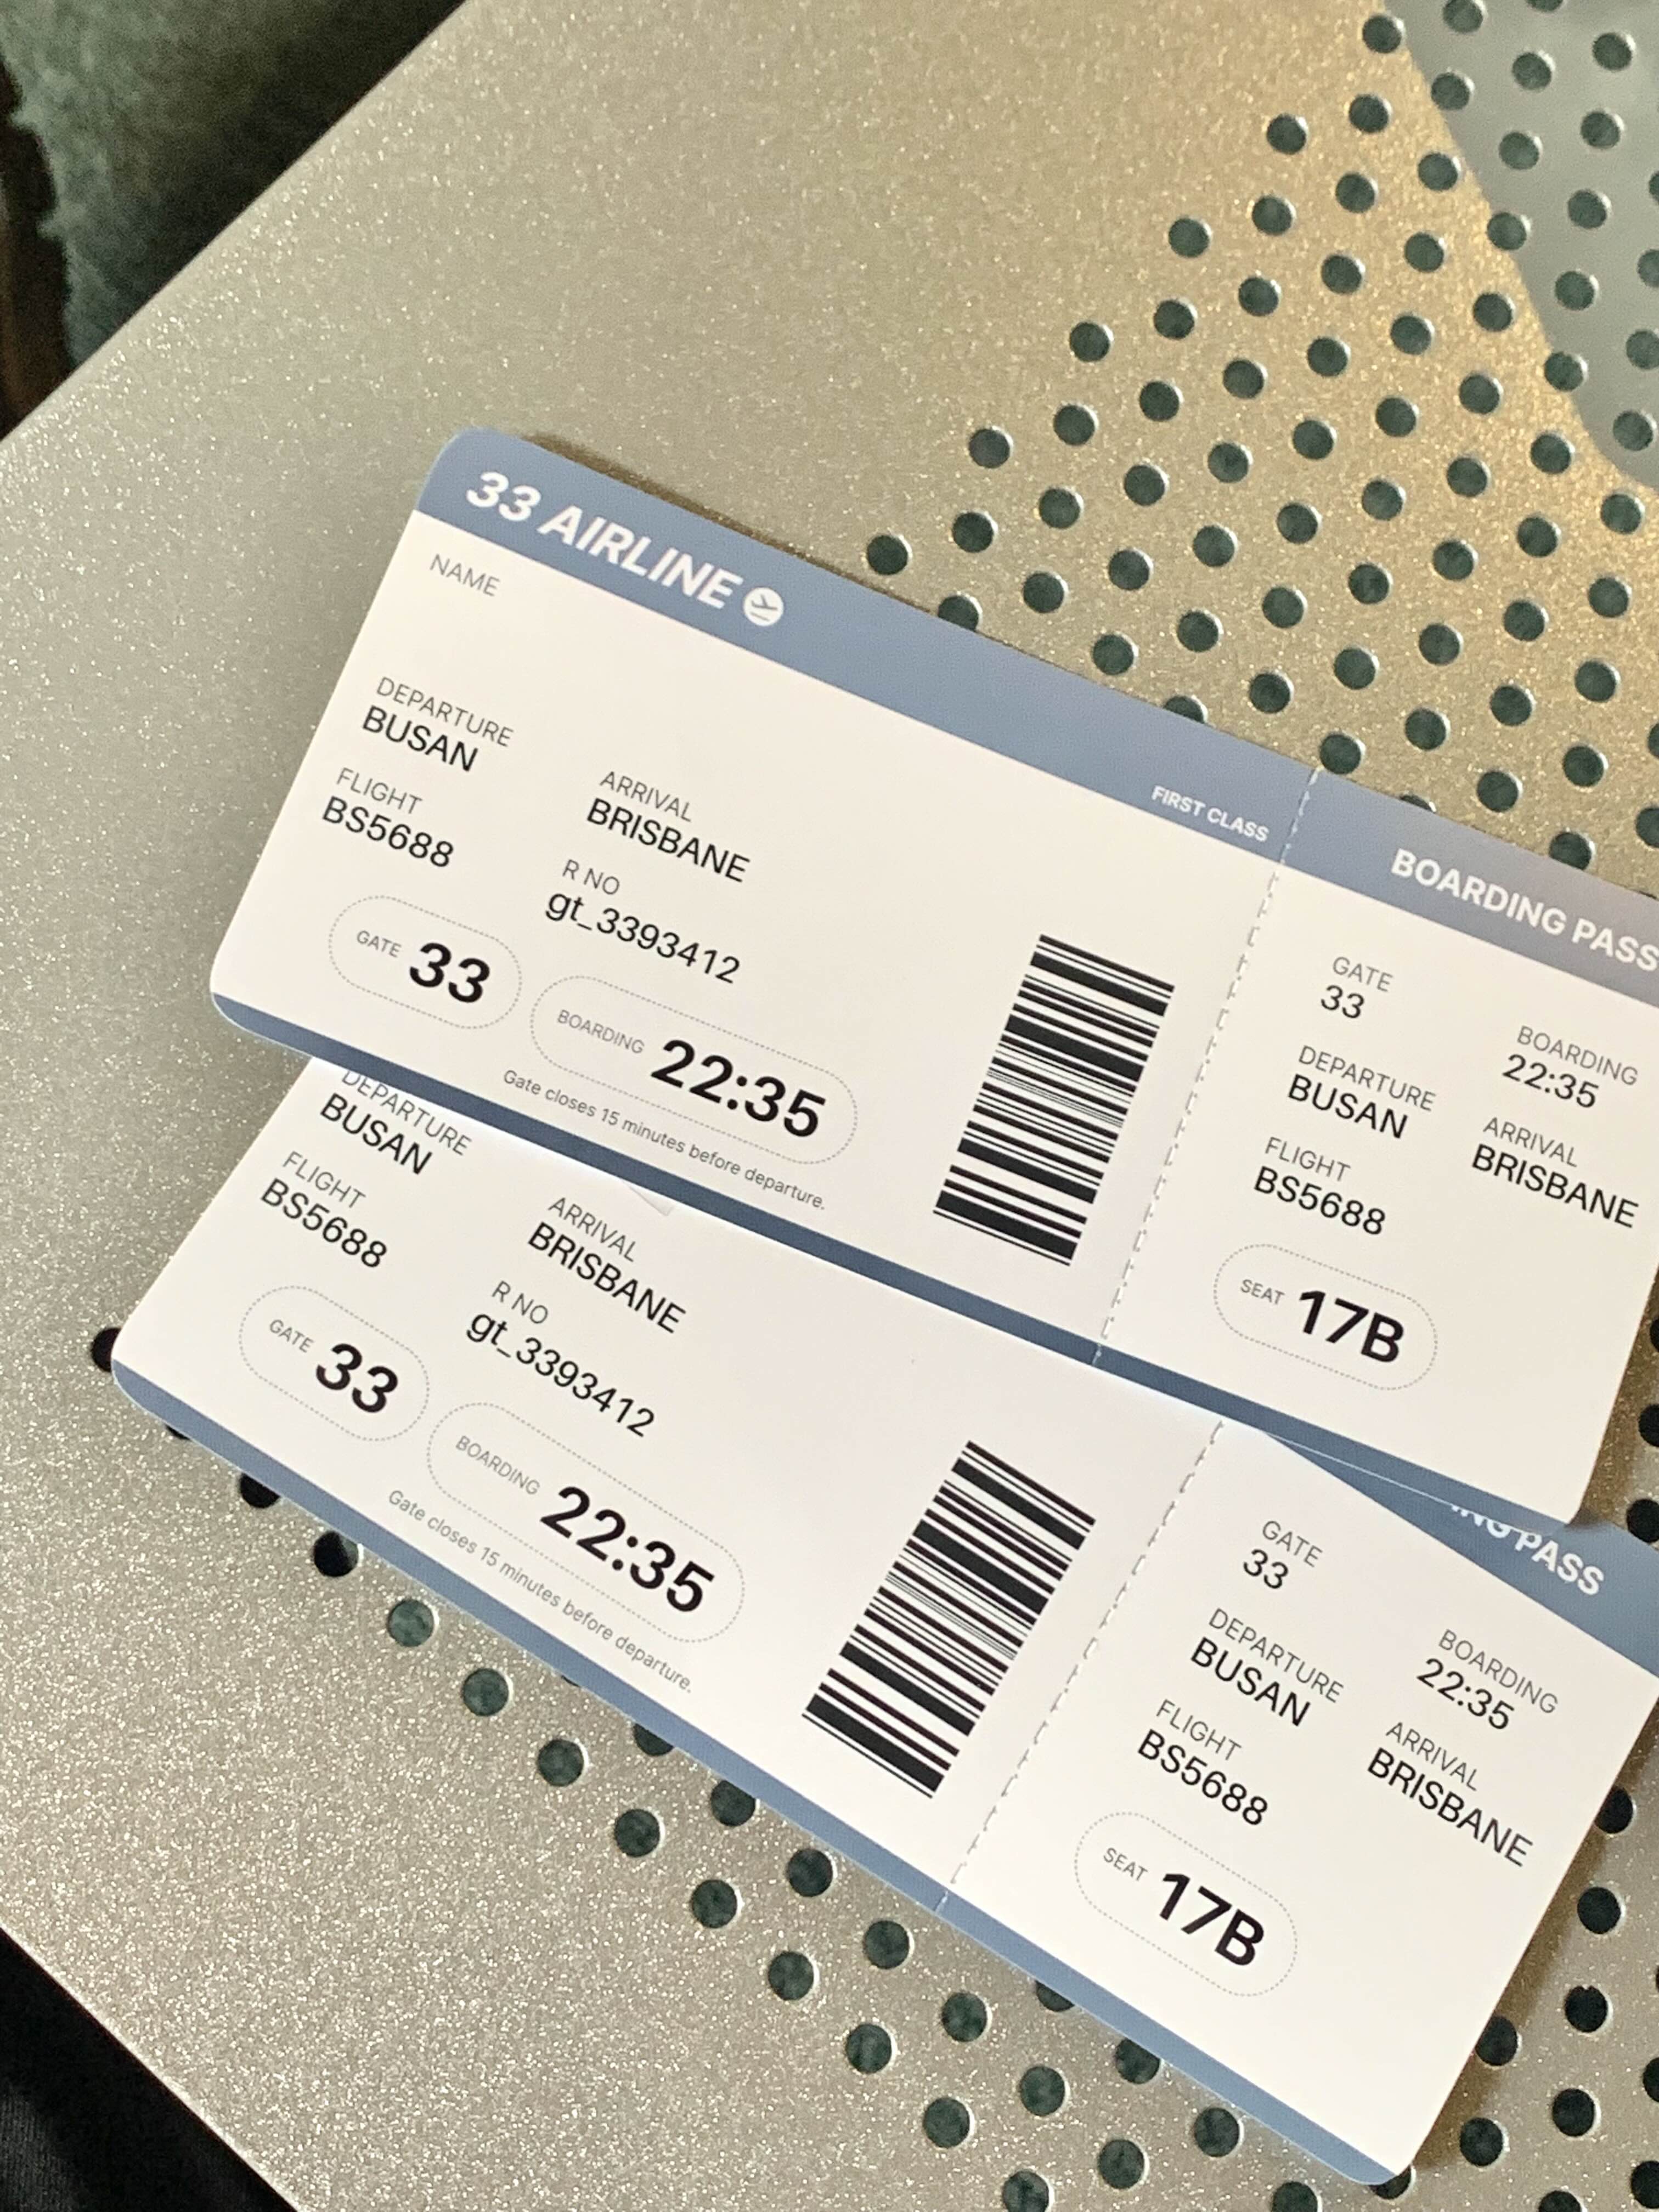 33 AIRLINE
FIRST CLASS
NAME
DEPARTURE
BUSAN
ARRIVAL
BRISBANE
FLIGHT
BS5688
R NO
gt_3393412
GATE 33
BOARDING 22:35
Gate closes 15 minutes before departure.
BOARDING PASS
GATE
33
BOARDING
22:35
DEPARTURE
BUSAN
ARRIVAL
BRISBANE
FLIGHT
BS5688
SEAT 17B
DEPARTURE
BUSAN
ARRIVAL
BRISBANE
FLIGHT
BS5688
R NO
gt_3393412
GATE 33
BOARDING 22:35
Gate closes 15 minutes before departure.
PASS
GATE
33
BOARDING
22:35
DEPARTURE
BUSAN
ARRIVAL
BRISBANE
FLIGHT
BS5688
SEAT 17B